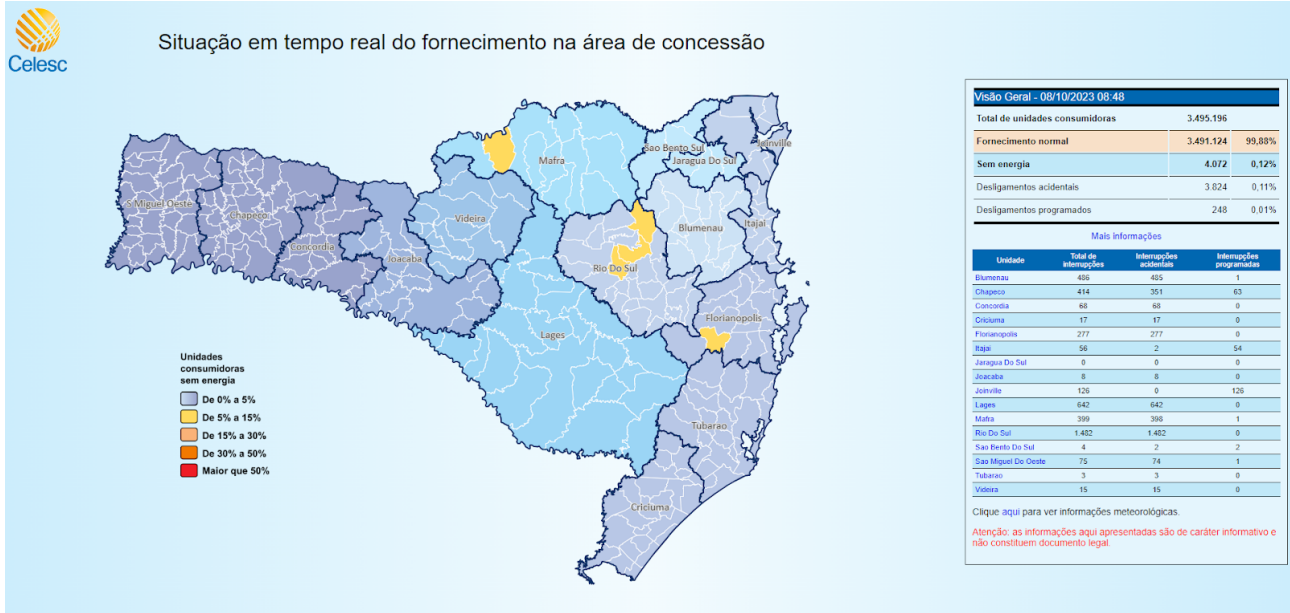 Celesc
Situação em tempo real do fornecimento na área de concessão
Mafra
Sao Bento Sul
Jaragua Do Sul
Joinville
S Miguel Oeste
Chapeco
Concordia
Joacaba
Videira
Blumenau
Itajai
Rio Do Sul
Lages
Florianopolis
Tubarao
Criciuma
Unidades
consumidoras
sem energia
De 0% a 5%
De 5% a 15%
De 15% a 30%
De 30% a 50%
Maior que 50%
Visão Geral - 08/10/2023 08:48
Total de unidades consumidoras 3.495.196
Fornecimento normal 3.491.124 99,88%
Sem energia 4.072 0,12%
Desligamentos acidentais 3.824 0,11%
Desligamentos programados 248 0,01%
Mais Informações
Unidade Total de interrupções Interrupções acidentais Interrupções programadas
Blumenau 486 485 1
Chapeco 414 351 63
Concordia 68 68 0
Criciuma 17 17 0
Florianopolis 277 277 0
Itajai 56 2 54
Jaragua Do Sul 0 0 0
Joacaba 8 8 0
Joinville 126 0 126
Lages 642 642 0
Mafra 399 398 1
Rio Do Sul 1.482 1.482 0
Sao Bento Do Sul 4 2 2
Sao Miguel Do Oeste 75 74 1
Tubarao 3 3 0
Videira 15 15 0
Clique aqui para ver informações meteorológicas.
Atenção: as informações aqui apresentadas são de caráter informativo e
não constituem documento legal.